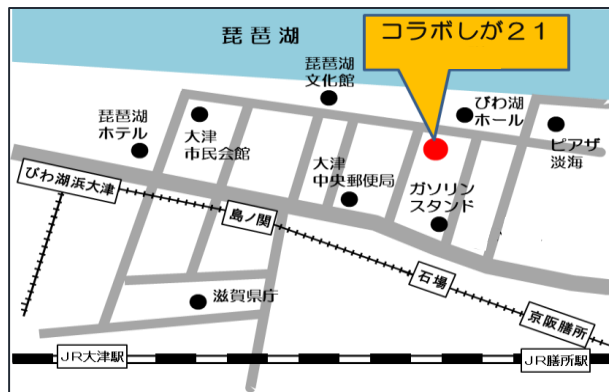 琵琶湖
コラボしが２１
琵琶湖
文化館
びわ湖
ホール
琵琶湖
ホテル
大津
市民会館
ピアザ
淡海
大津
中央郵便局
ガソリン
スタンド
びわ湖浜大津
島ノ関
石場
滋賀県庁
京阪膳所
ＪＲ大津駅
ＪＲ膳所駅